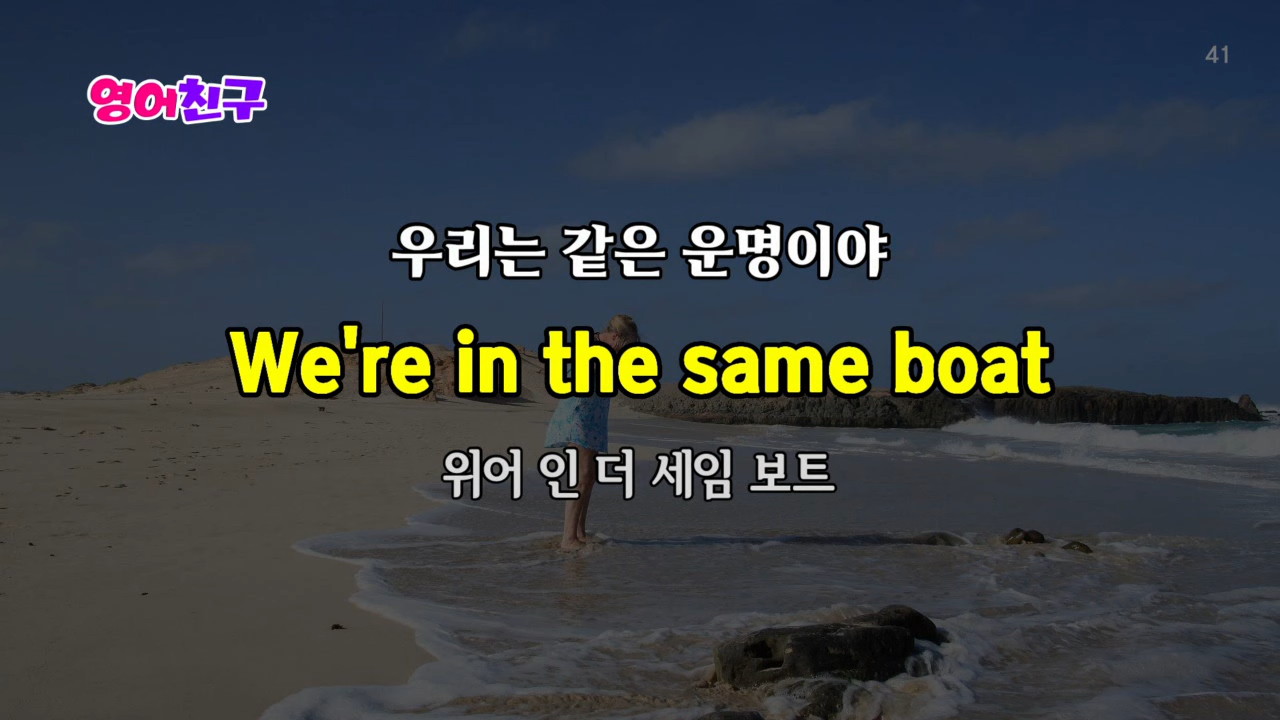 41
영어친구
우리는 같은 운명이야
We're in the same boat
위어 인 더 세임 보트